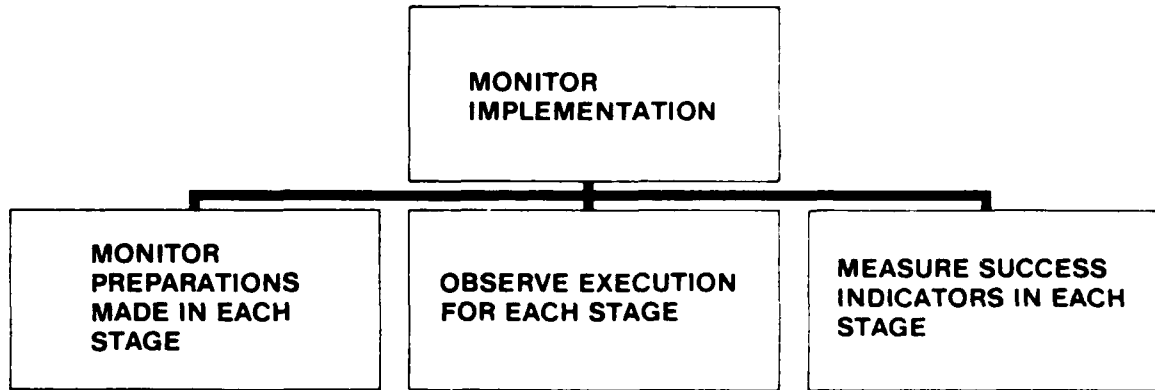 MONITOR
IMPLEMENTATION
MONITOR
PREPARATIONS
MADE IN EACH
STAGE
OBSERVE EXECUTION
FOR EACH STAGE
MEASURE SUCCESS
INDICATORS IN EACH
STAGE